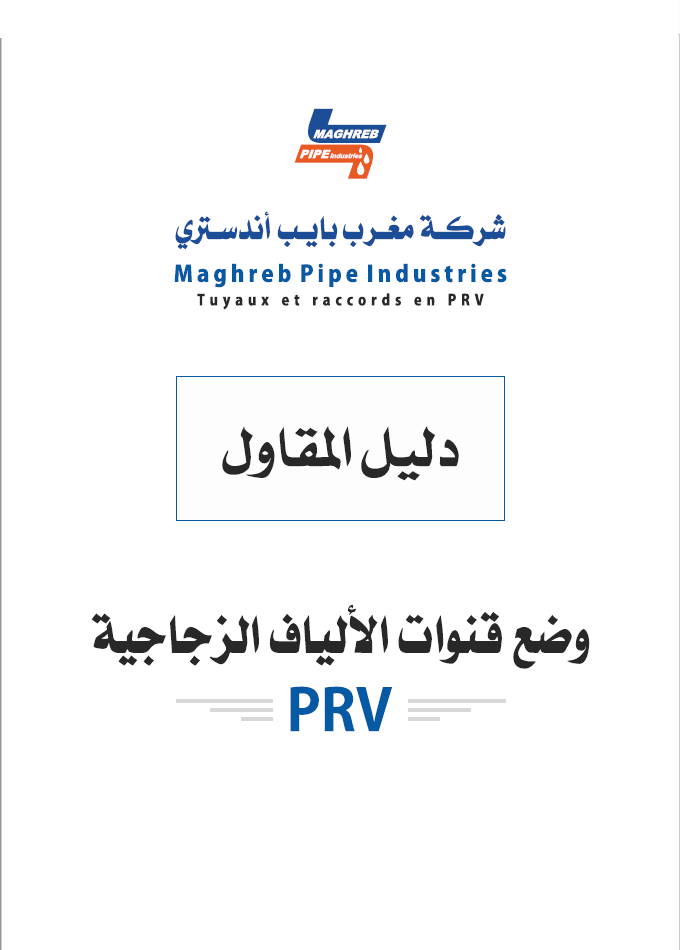 MAGHREB
PIPE industries
شركة مغرب بايب أندستري
Maghreb Pipe Industries
Tuyaux et raccords en PRV
دليل المقاول
وضع قنوات الألياف الزجاجية
PRV